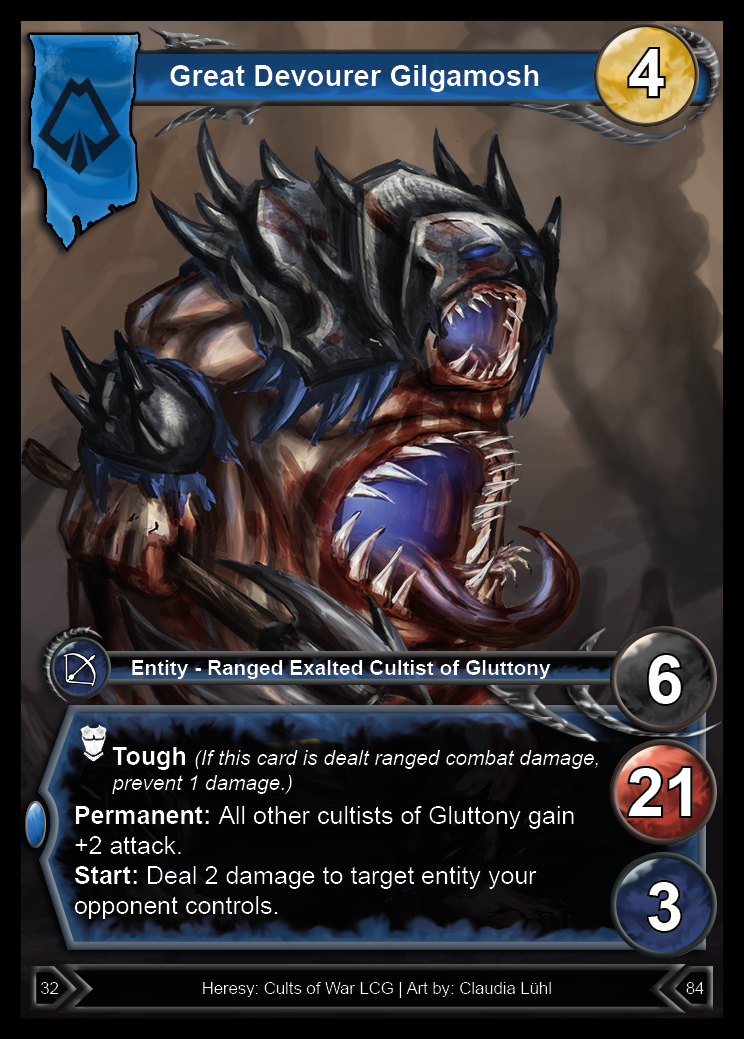 Great Devourer Gilgamosh
4
Entity - Ranged Exalted Cultist of Gluttony
6
Tough (If this card is dealt ranged combat damage,
prevent 1 damage.)
21
Permanent: All other cultists of Gluttony gain
+2 attack.
Start: Deal 2 damage to target entity your
opponent controls.
3
32
Heresy: Cults of War LCG | Art by: Claudia Lühl
84